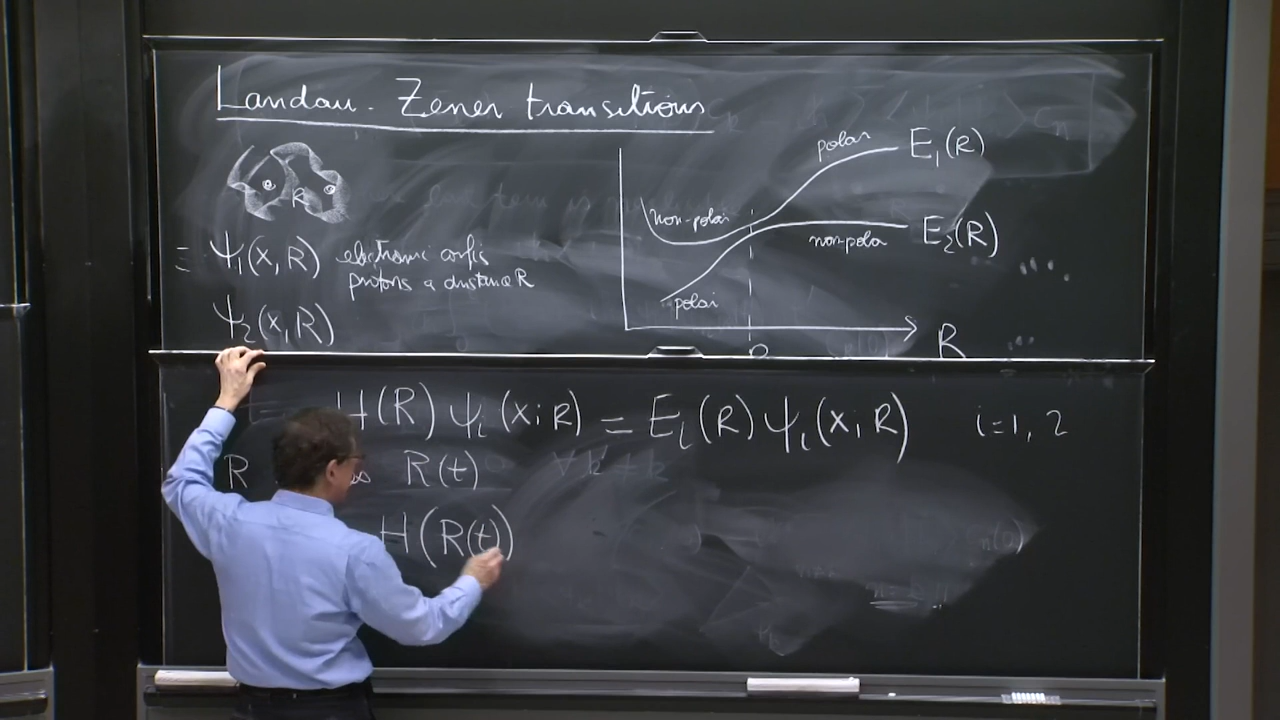 Landau-Zener transitions
R
≡ ψ₁(x,R) electronic config
protons a distance R
ψ₂(x,R)
polar E₁(R)
non-polar
non-polar E₂(R)
polar
0 R
H(R) ψᵢ(x;R) = Eᵢ(R) ψᵢ(x;R) i=1, 2
R R(t)
H(R(t))